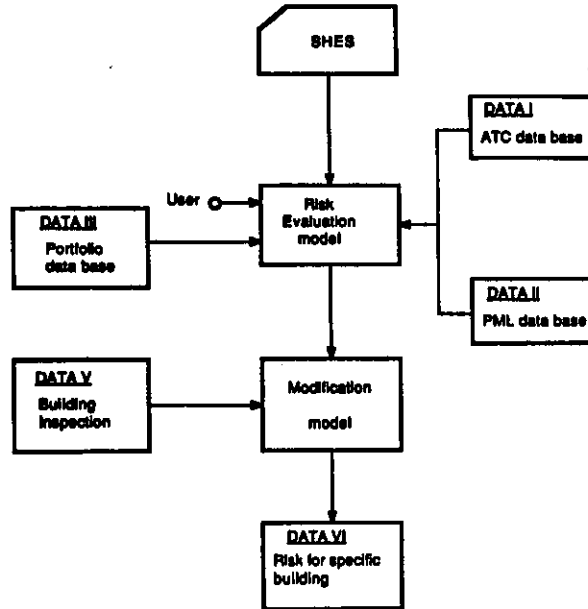 SHES
DATA I
ATC data base
User
Risk
Evaluation
model
DATA III
Portfolio
data base
DATA II
PML data base
DATA V
Building
Inspection
Modification
model
DATA VI
Risk for specific
building